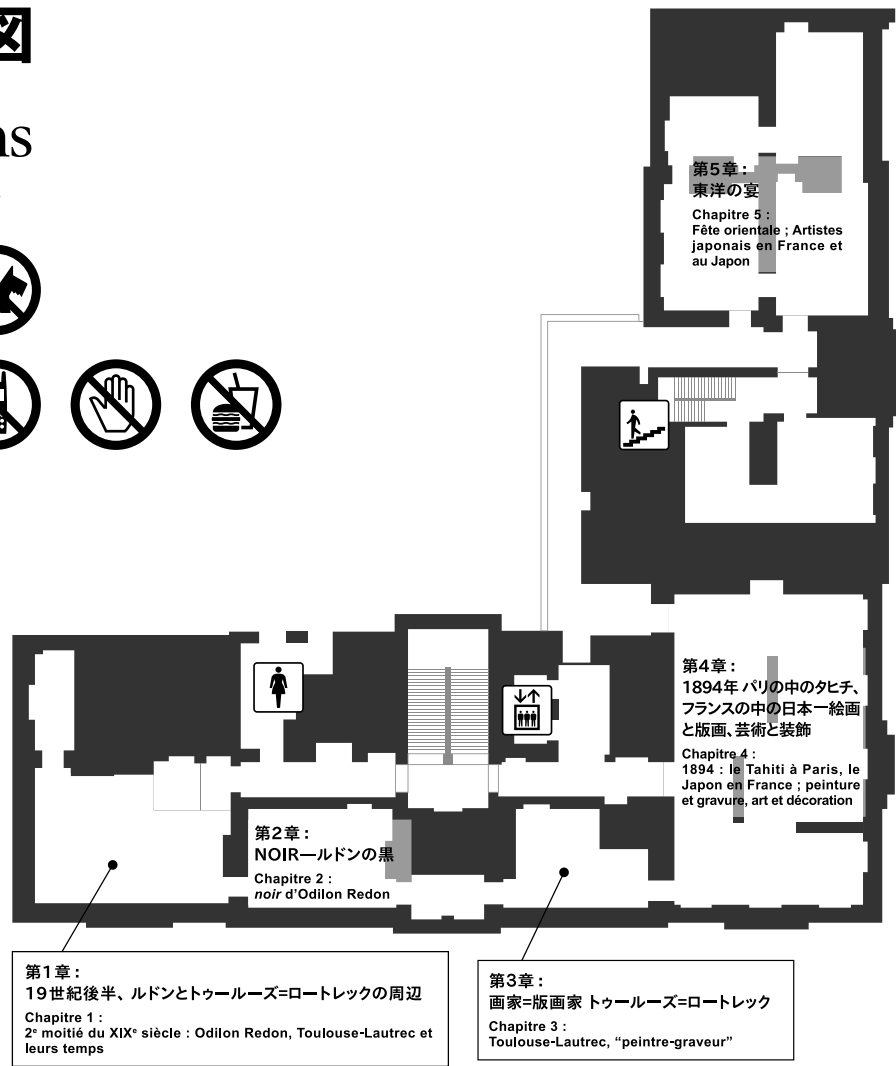 図
ns
第5章：
東洋の宴
Chapitre 5 :
Fête orientale ; Artistes
japonais en France et
au Japon
第4章：
1894年 パリの中のタヒチ、
フランスの中の日本—絵画
と版画、芸術と装飾
Chapitre 4 :
1894 : le Tahiti à Paris, le
Japon en France ; peinture
et gravure, art et décoration
第2章：
NOIR—ルドンの黒
Chapitre 2 :
noir d'Odilon Redon
第1章：
19世紀後半、ルドンとトゥールーズ=ロートレックの周辺
Chapitre 1 :
2e moitié du XIXe siècle : Odilon Redon, Toulouse-Lautrec et
leurs temps
第3章：
画家=版画家 トゥールーズ=ロートレック
Chapitre 3 :
Toulouse-Lautrec, “peintre-graveur”